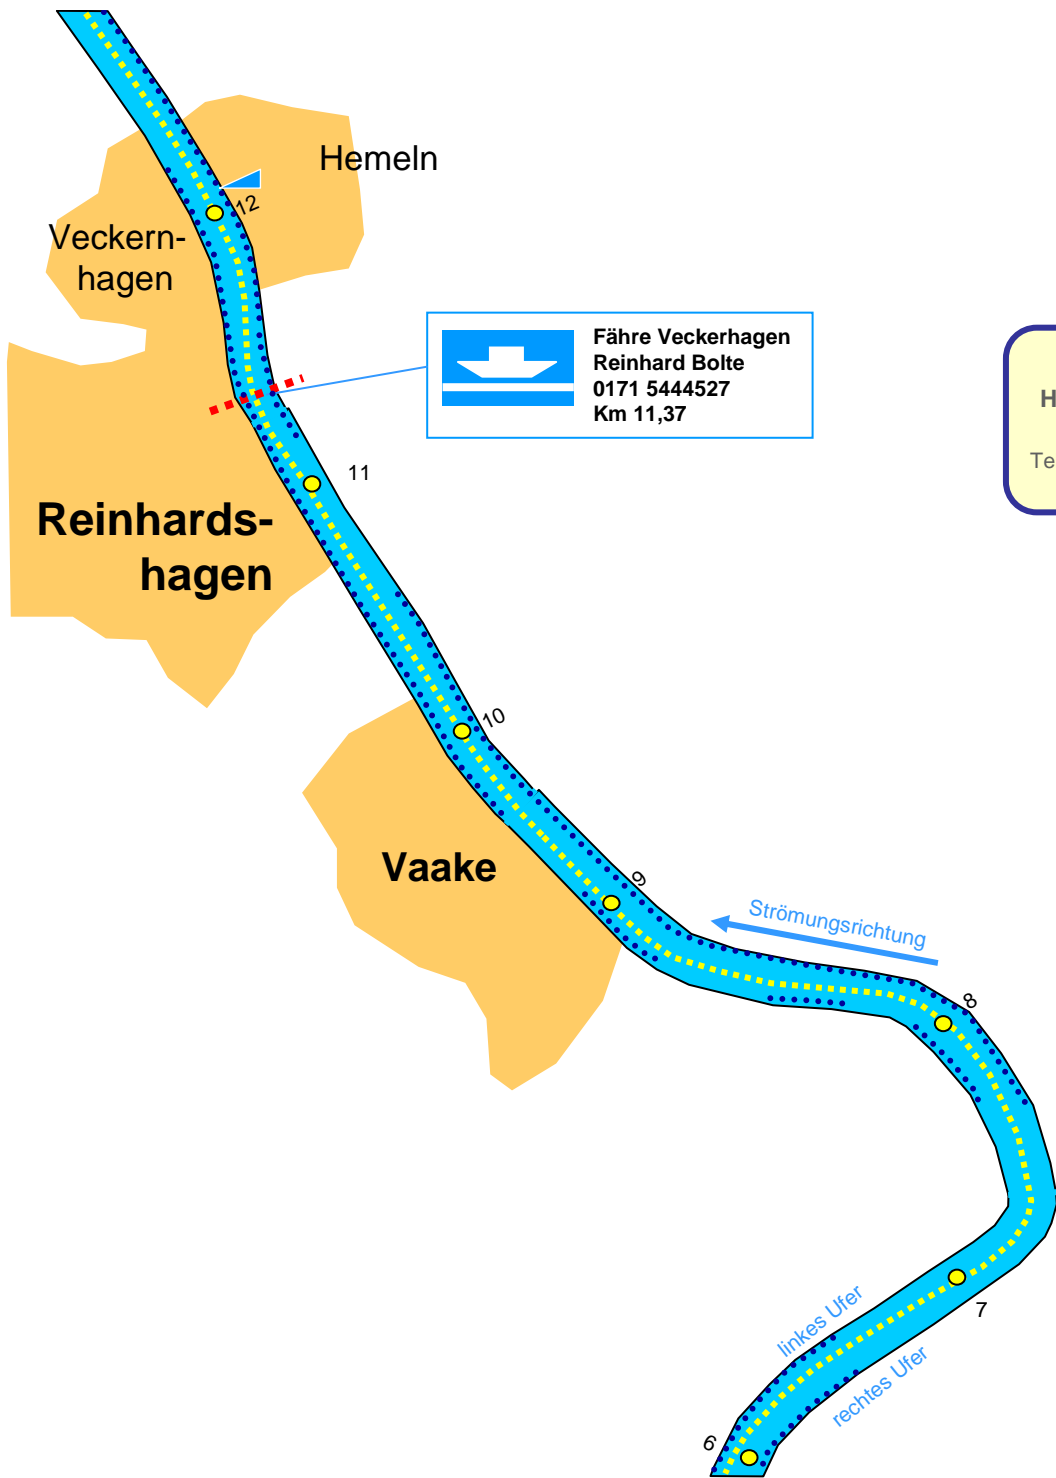 Hemeln
12
Veckern-
hagen
Fähre Veckerhagen
Reinhard Bolte
0171 5444527
Km 11,37
H
Te
11
Reinhards-
hagen
10
Vaake
9
Strömungsrichtung
8
7
linkes Ufer
rechtes Ufer
6